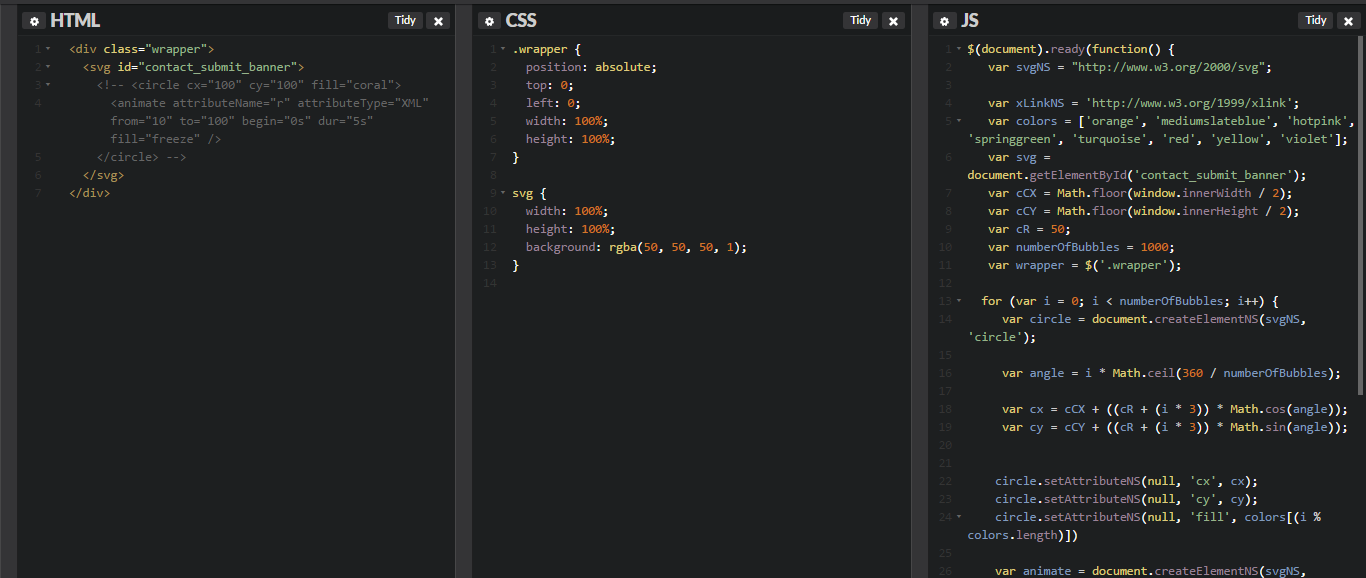 HTML
Tidy
1 <div class="wrapper">
2 <svg id="contact_submit_banner">
3 <!-- <circle cx="100" cy="100" fill="coral">
4 <animate attributeName="r" attributeType="XML"
from="10" to="100" begin="0s" dur="5s"
fill="freeze" />
5 </circle> -->
6 </svg>
7 </div>
CSS
Tidy
1 .wrapper {
2 position: absolute;
3 top: 0;
4 left: 0;
5 width: 100%;
6 height: 100%;
7 }
8
9 svg {
10 width: 100%;
11 height: 100%;
12 background: rgba(50, 50, 50, 1);
13 }
14
JS
Tidy
1 $(document).ready(function() {
2 var svgNS = "http://www.w3.org/2000/svg";
3
4 var xLinkNS = 'http://www.w3.org/1999/xlink';
5 var colors = ['orange', 'mediumslateblue', 'hotpink',
'springgreen', 'turquoise', 'red', 'yellow', 'violet'];
6 var svg =
document.getElementById('contact_submit_banner');
7 var cCX = Math.floor(window.innerWidth / 2);
8 var cCY = Math.floor(window.innerHeight / 2);
9 var cR = 50;
10 var numberOfBubbles = 1000;
11 var wrapper = $('.wrapper');
12
13 for (var i = 0; i < numberOfBubbles; i++) {
14 var circle = document.createElementNS(svgNS,
'circle');
15
16 var angle = i * Math.ceil(360 / numberOfBubbles);
17
18 var cx = cCX + ((cR + (i * 3)) * Math.cos(angle));
19 var cy = cCY + ((cR + (i * 3)) * Math.sin(angle));
20
21
22 circle.setAttributeNS(null, 'cx', cx);
23 circle.setAttributeNS(null, 'cy', cy);
24 circle.setAttributeNS(null, 'fill', colors[(i %
colors.length)])
25
26 var animate = document.createElementNS(svgNS,